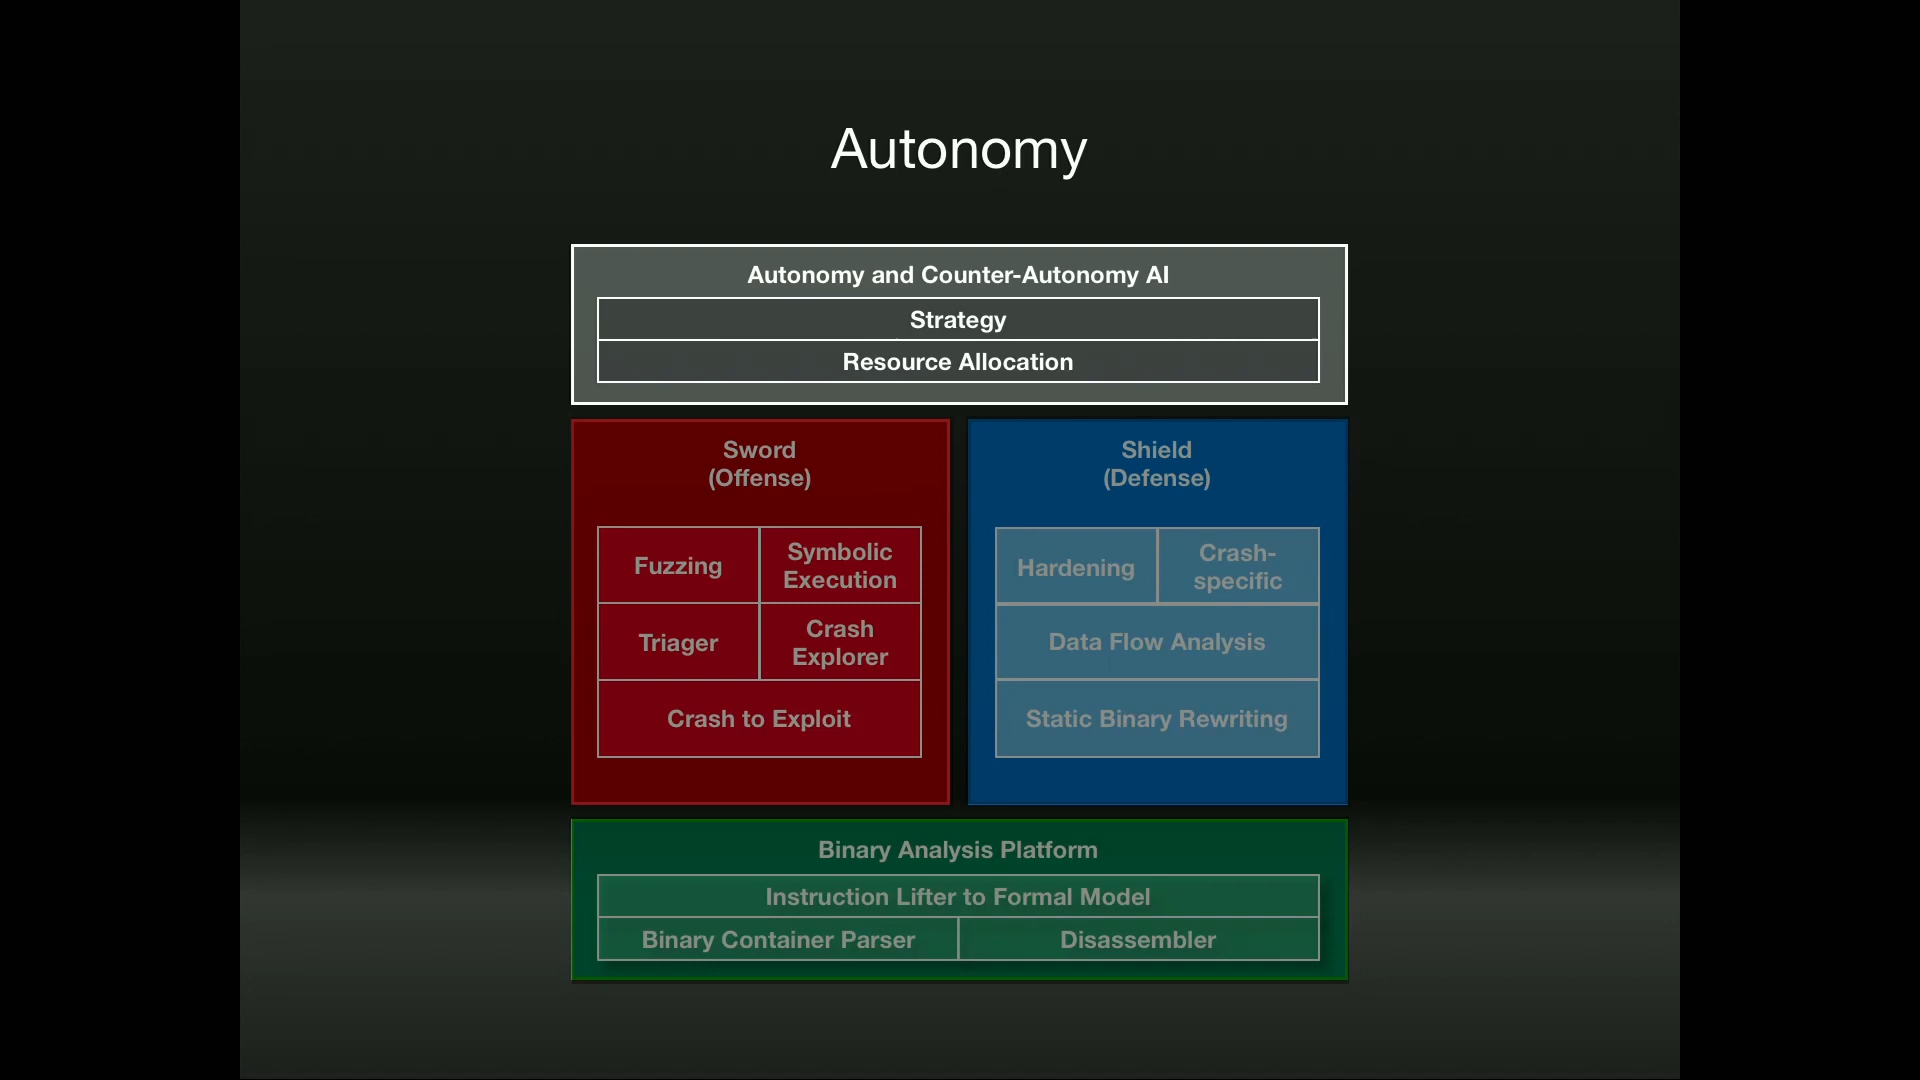 Autonomy
Autonomy and Counter-Autonomy AI
Strategy
Resource Allocation
Sword
(Offense)
Fuzzing
Symbolic
Execution
Triager
Crash
Explorer
Crash to Exploit
Shield
(Defense)
Hardening
Crash-
specific
Data Flow Analysis
Static Binary Rewriting
Binary Analysis Platform
Instruction Lifter to Formal Model
Binary Container Parser
Disassembler